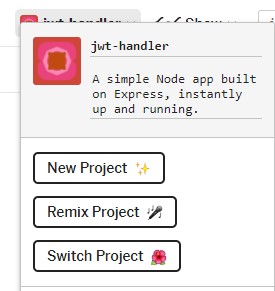 jwt-handler Show
jwt-handler
A simple Node app built
on Express, instantly
up and running.
New Project ✨
Remix Project 🎤
Switch Project 🌺